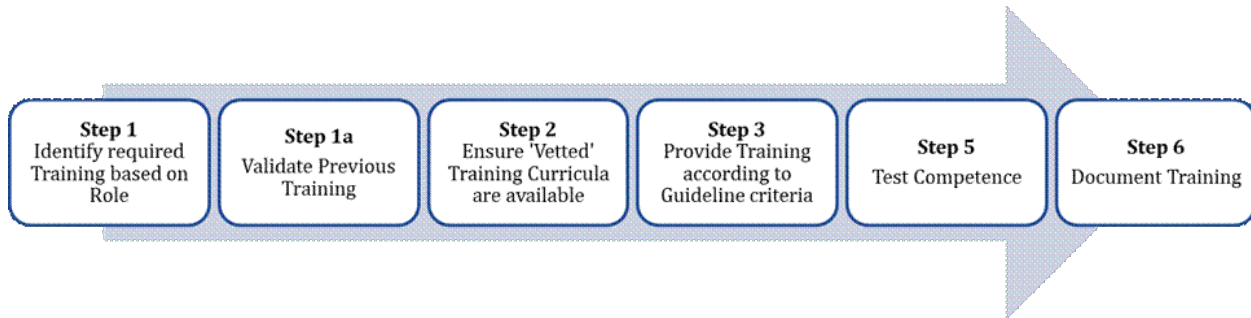 Step 1
Identify required
Training based on
Role
Step 1a
Validate Previous
Training
Step 2
Ensure 'Vetted'
Training Curricula
are available
Step 3
Provide Training
according to
Guideline criteria
Step 5
Test Competence
Step 6
Document Training